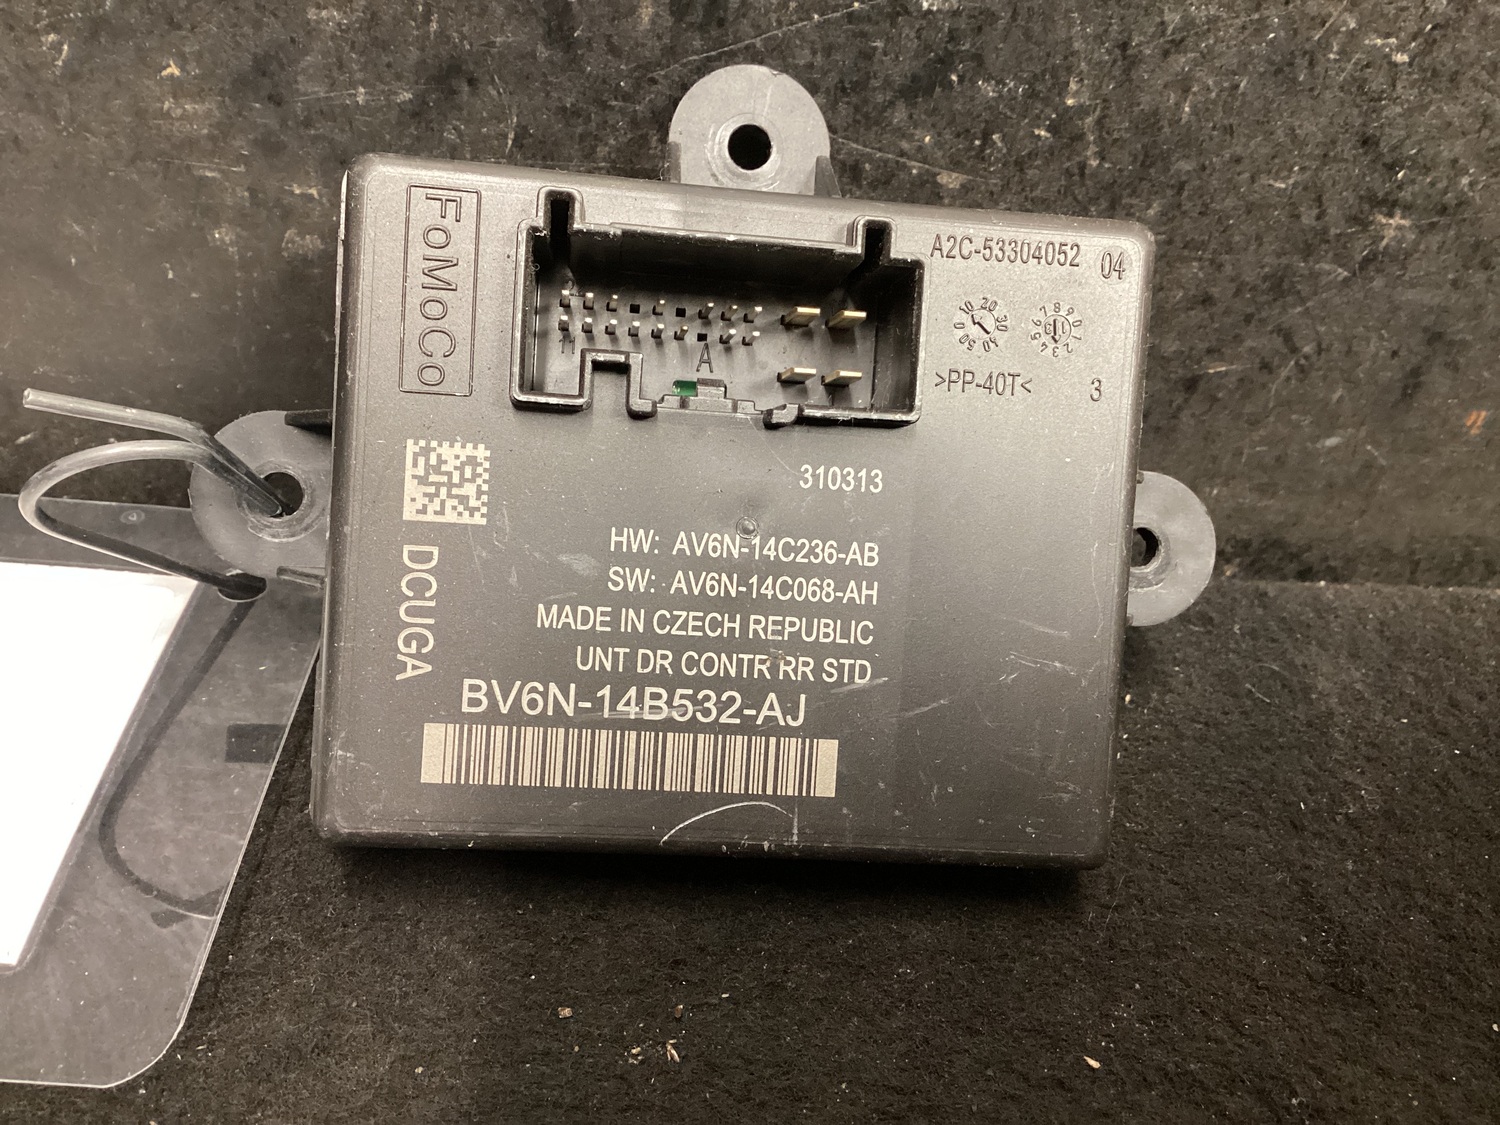 FoMoCo
A2C-53304052 04
>PP-40T< 3
A
11
310313
HW: AV6N-14C236-AB
SW: AV6N-14C068-AH
MADE IN CZECH REPUBLIC
UNT DR CONTR RR STD
DCUGA
BV6N-14B532-AJ